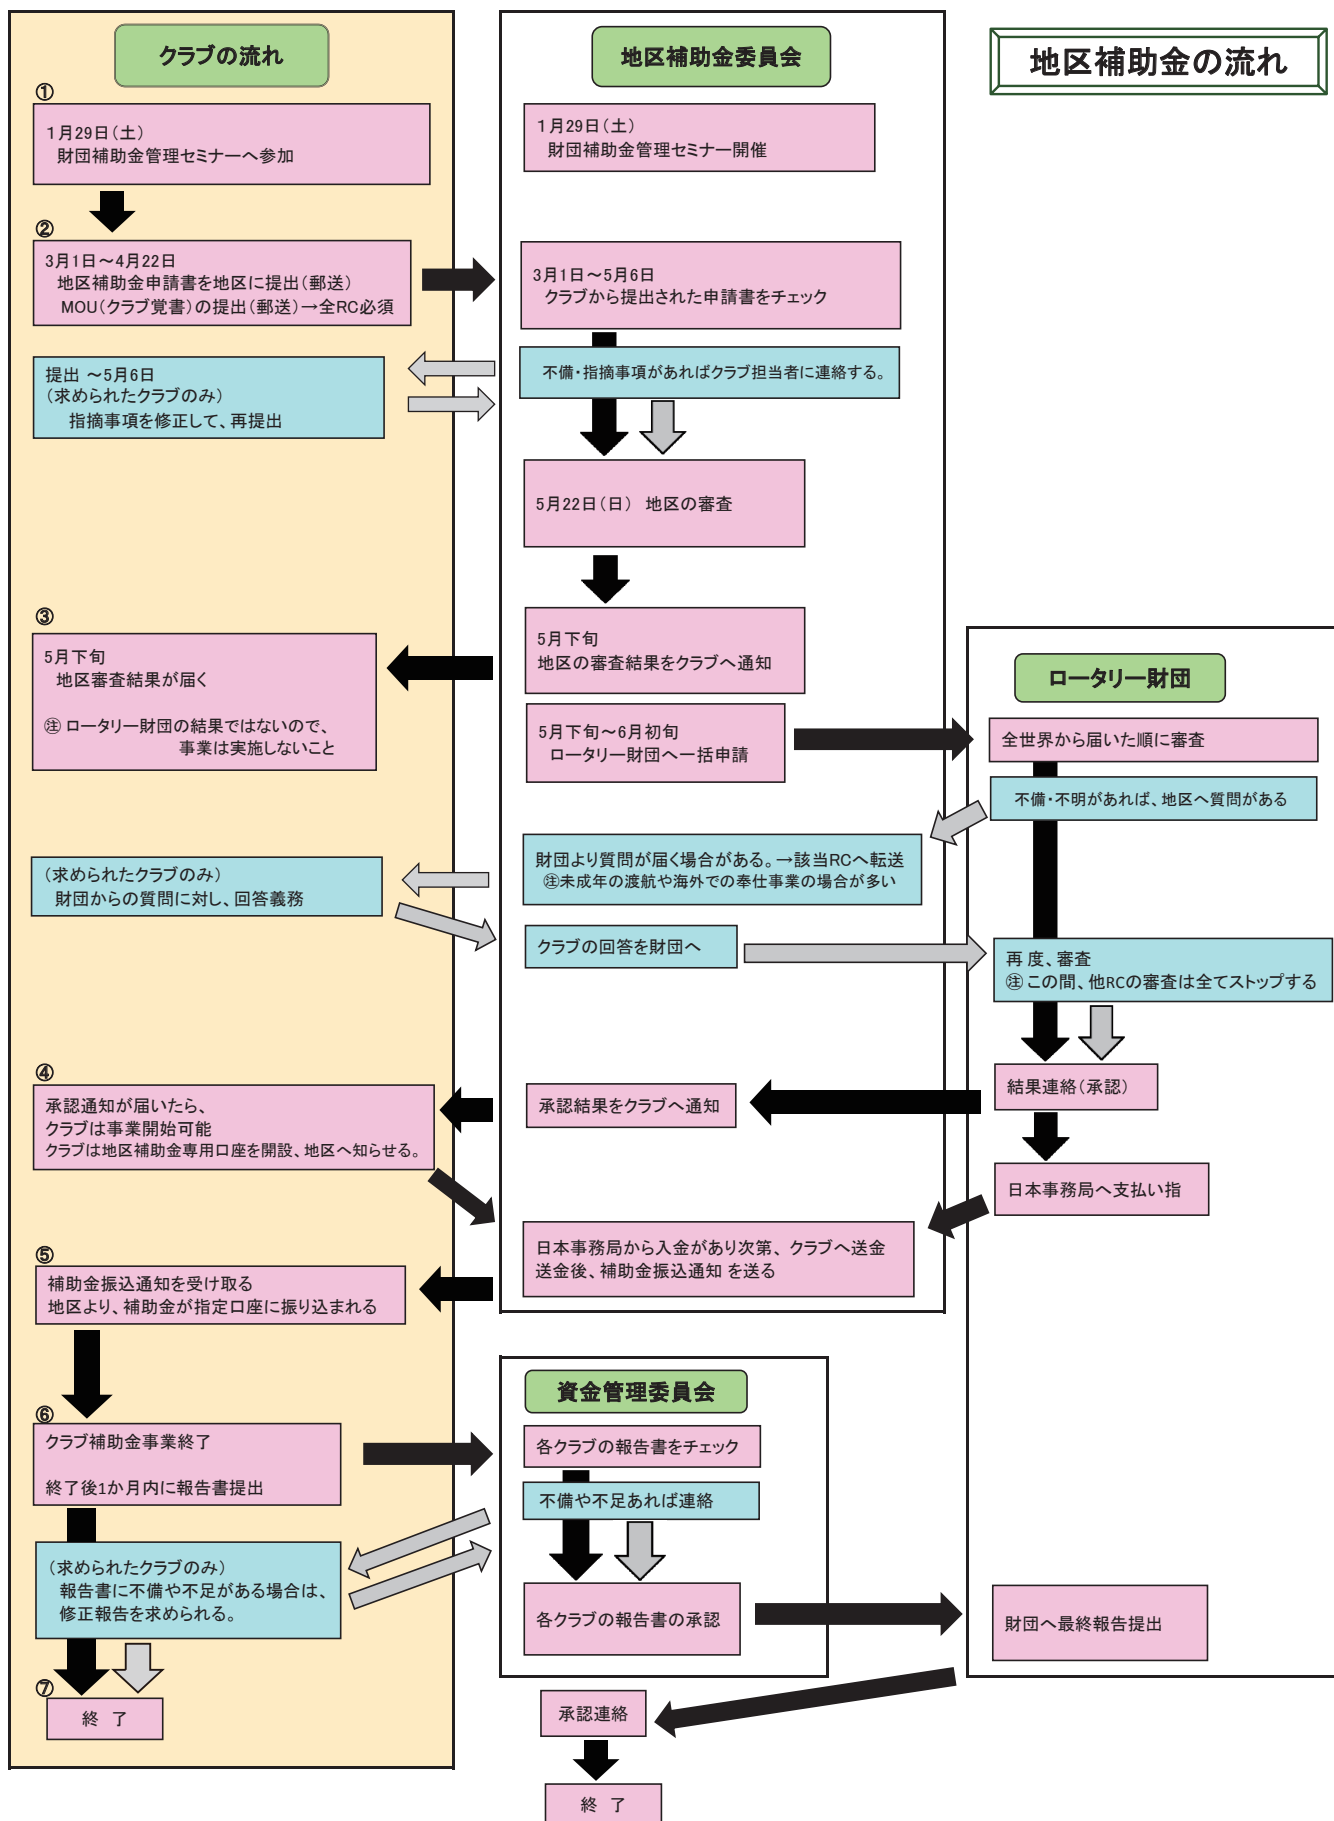 地区補助金の流れ
クラブの流れ
①
1月29日(土)
財団補助金管理セミナーへ参加
②
3月1日~4月22日
地区補助金申請書を地区に提出(郵送)
MOU(クラブ覚書)の提出(郵送)→全RC必須
提出 ~5月6日
(求められたクラブのみ)
指摘事項を修正して、再提出
③
5月下旬
地区審査結果が届く
㊟ ロータリー財団の結果ではないので、
事業は実施しないこと
(求められたクラブのみ)
財団からの質問に対し、回答義務
④
承認通知が届いたら、
クラブは事業開始可能
クラブは地区補助金専用口座を開設、地区へ知らせる。
⑤
補助金振込通知を受け取る
地区より、補助金が指定口座に振り込まれる
⑥
クラブ補助金事業終了
終了後1か月内に報告書提出
(求められたクラブのみ)
報告書に不備や不足がある場合は、
修正報告を求められる。
⑦
終 了
地区補助金委員会
1月29日(土)
財団補助金管理セミナー開催
3月1日~5月6日
クラブから提出された申請書をチェック
不備・指摘事項があればクラブ担当者に連絡する。
5月22日(日) 地区の審査
5月下旬
地区の審査結果をクラブへ通知
5月下旬~6月初旬
ロータリー財団へ一括申請
財団より質問が届く場合がある。→該当RCへ転送
㊟未成年の渡航や海外での奉仕事業の場合が多い
クラブの回答を財団へ
承認結果をクラブへ通知
日本事務局から入金があり次第、クラブへ送金
送金後、補助金振込通知 を送る
資金管理委員会
各クラブの報告書をチェック
不備や不足あれば連絡
各クラブの報告書の承認
承認連絡
終 了
ロータリー財団
全世界から届いた順に審査
不備・不明があれば、地区へ質問がある
再 度、審査
㊟ この間、他RCの審査は全てストップする
結果連絡(承認)
日本事務局へ支払い指
財団へ最終報告提出